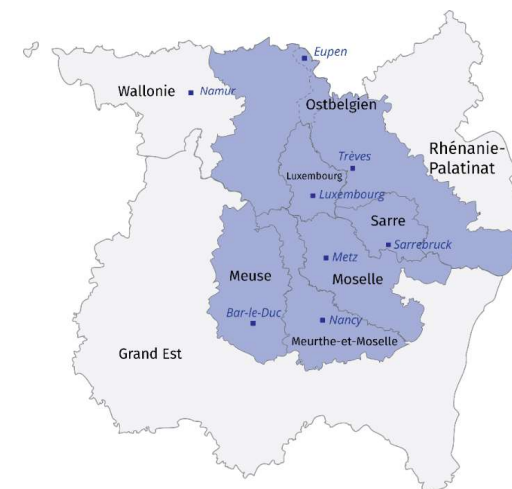 Eupen
Wallonie
Namur
Ostbelgien
Rhénanie-
Palatinat
Trèves
Luxembourg
Luxembourg
Sarre
Sarrebruck
Metz
Meuse
Moselle
Bar-le-Duc
Nancy
Meurthe-et-Moselle
Grand Est